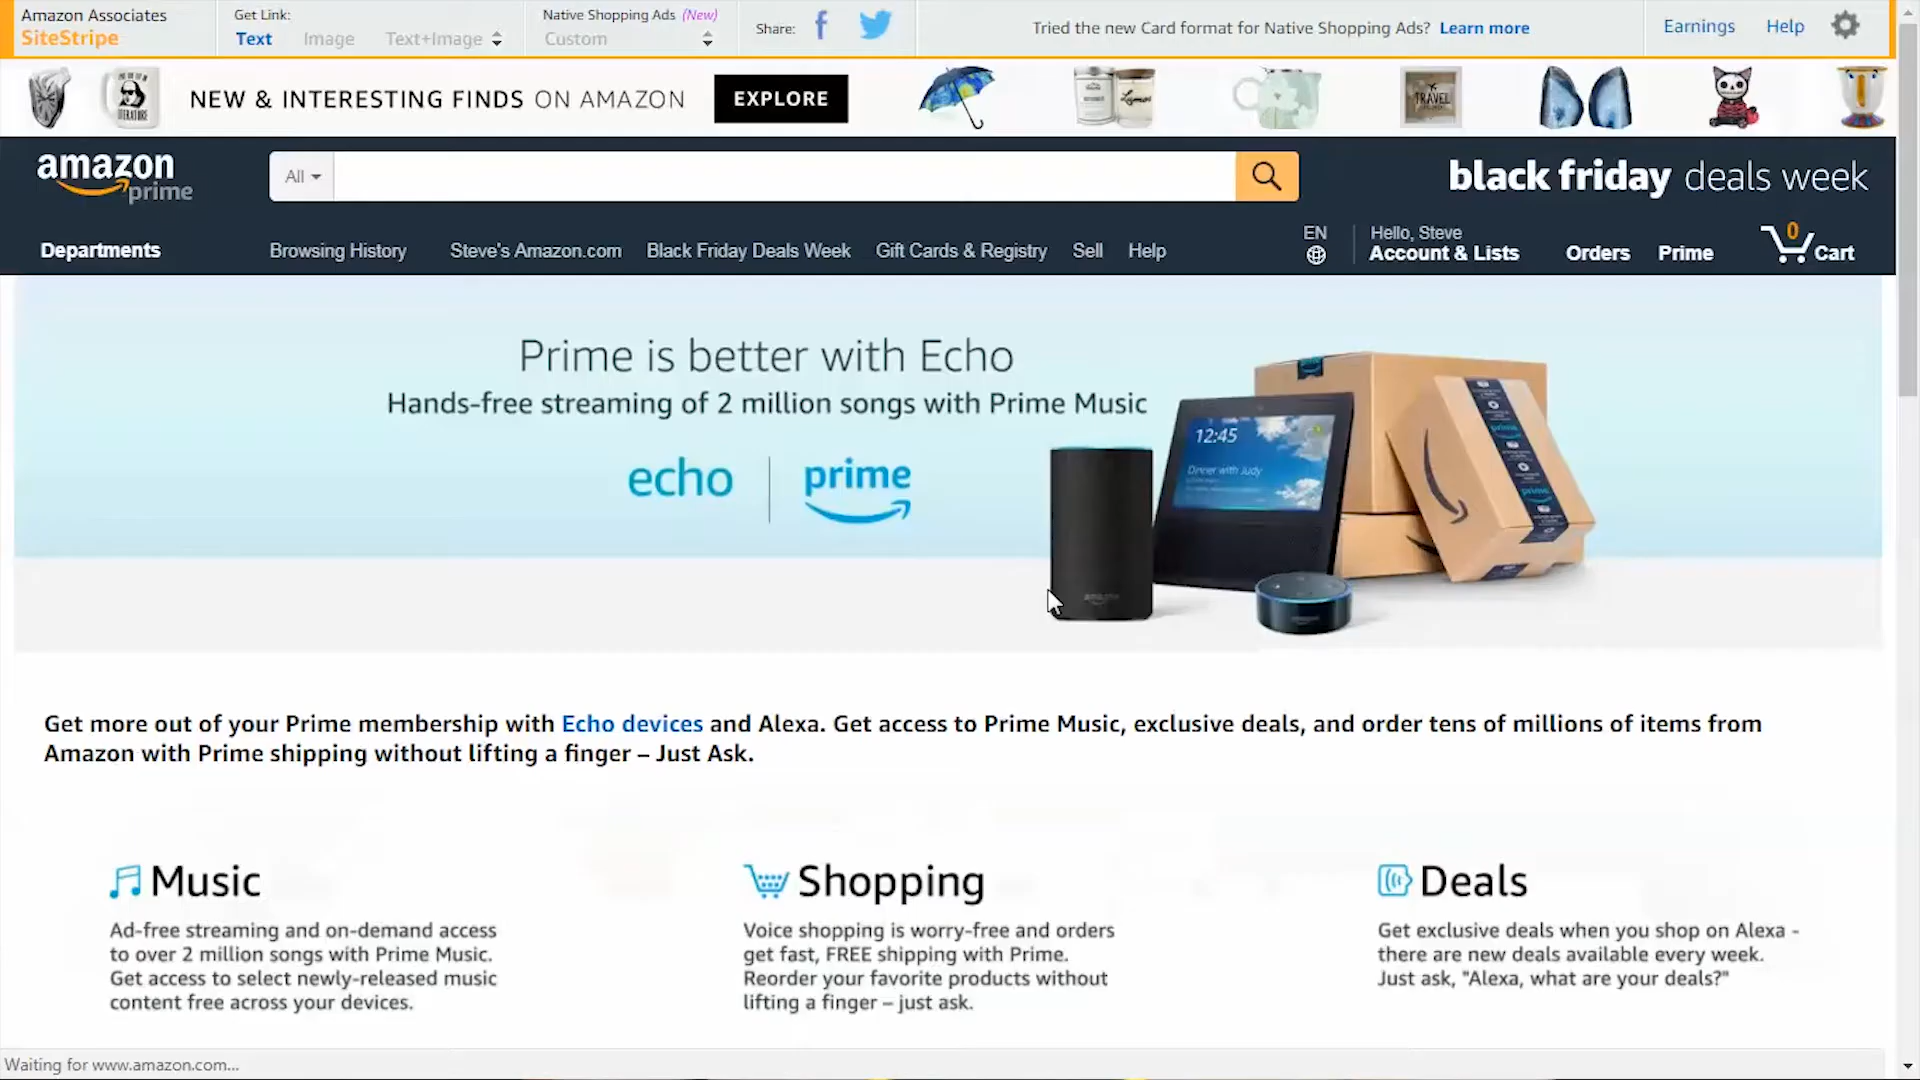 Amazon Associates
SiteStripe
Get Link:
Text Image Text+Image
Native Shopping Ads (New)
Custom
Share:
Tried the new Card format for Native Shopping Ads? Learn more
Earnings Help
NEW & INTERESTING FINDS ON AMAZON EXPLORE
TRAVEL
amazon prime
All
black friday deals week
Departments
Browsing History Steve's Amazon.com Black Friday Deals Week Gift Cards & Registry Sell Help
EN
Hello, Steve
Account & Lists
Orders Prime
0
Cart
Prime is better with Echo
Hands-free streaming of 2 million songs with Prime Music
echo prime
12:45
Dinner with Judy
prime
prime
amazon
Get more out of your Prime membership with Echo devices and Alexa. Get access to Prime Music, exclusive deals, and order tens of millions of items from
Amazon with Prime shipping without lifting a finger – Just Ask.
Music
Ad-free streaming and on-demand access
to over 2 million songs with Prime Music.
Get access to select newly-released music
content free across your devices.
Shopping
Voice shopping is worry-free and orders
get fast, FREE shipping with Prime.
Reorder your favorite products without
lifting a finger – just ask.
Deals
Get exclusive deals when you shop on Alexa -
there are new deals available every week.
Just ask, "Alexa, what are your deals?"
Waiting for www.amazon.com...